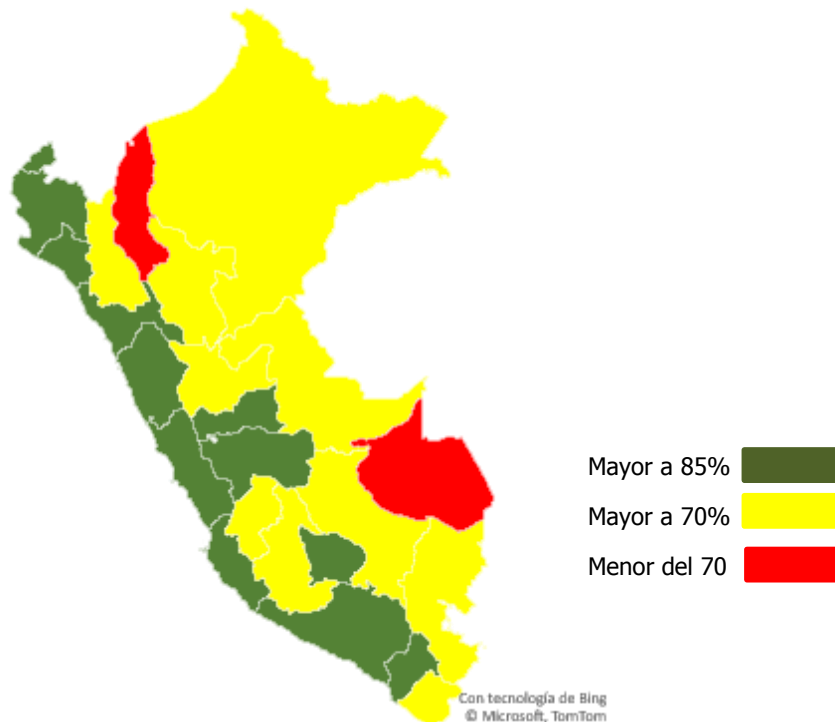 Mayor a 85%
Mayor a 70%
Menor del 70
Con tecnología de Bing
© Microsoft, TomTom